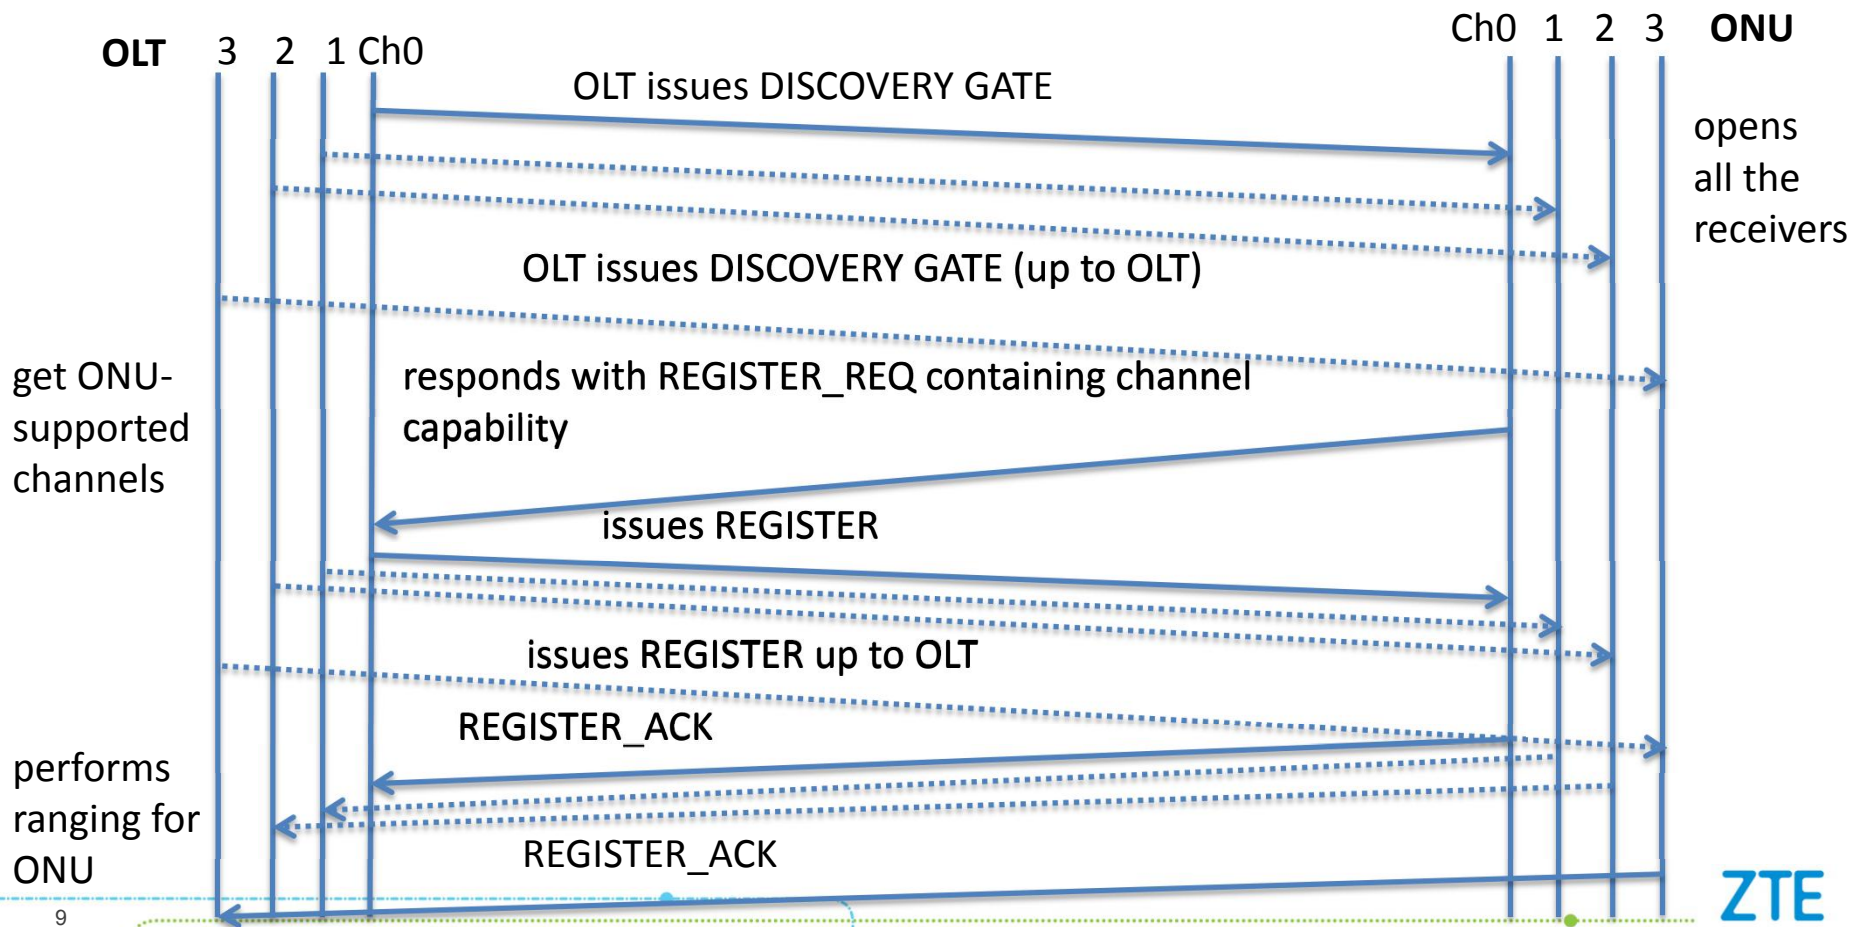 OLT 3 2 1 Ch0
Ch0 1 2 3 ONU
OLT issues DISCOVERY GATE
opens
all the
receivers
OLT issues DISCOVERY GATE (up to OLT)
get ONU-
supported
channels
responds with REGISTER_REQ containing channel
capability
issues REGISTER
issues REGISTER up to OLT
REGISTER_ACK
performs
ranging for
ONU
REGISTER_ACK
9
ZTE